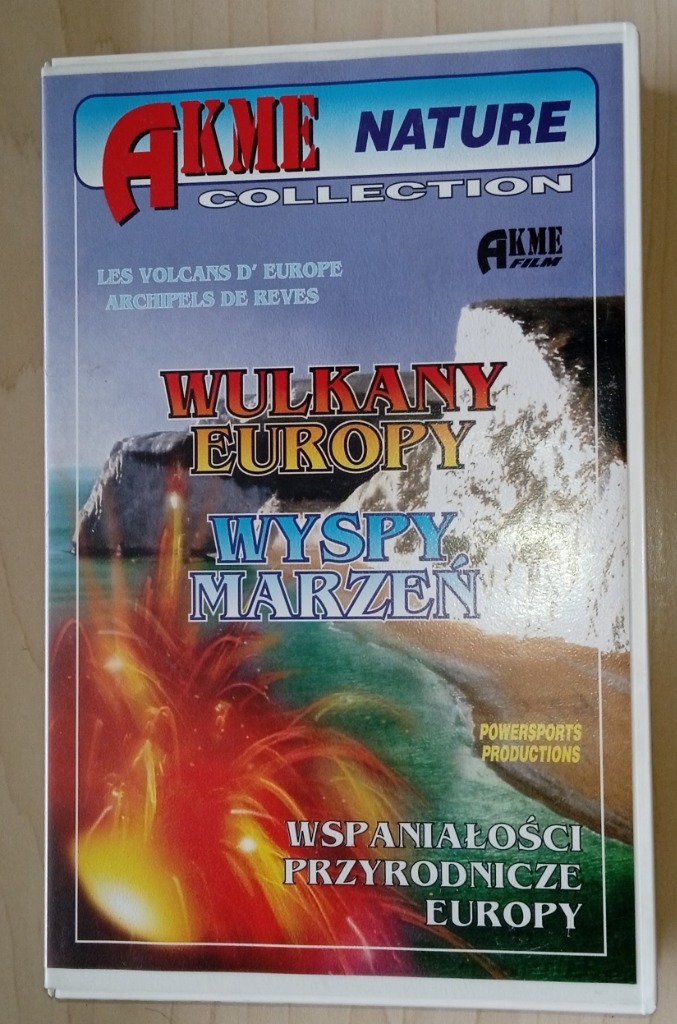 AKME NATURE
COLLECTION
AKME
FILM
LES VOLCANS D' EUROPE
ARCHIPELS DE REVES
WULKANY
EUROPY
WYSPY
MARZEŃ
POWERSPORTS
PRODUCTIONS
WSPANIAŁOŚCI
PRZYRODNICZE
EUROPY